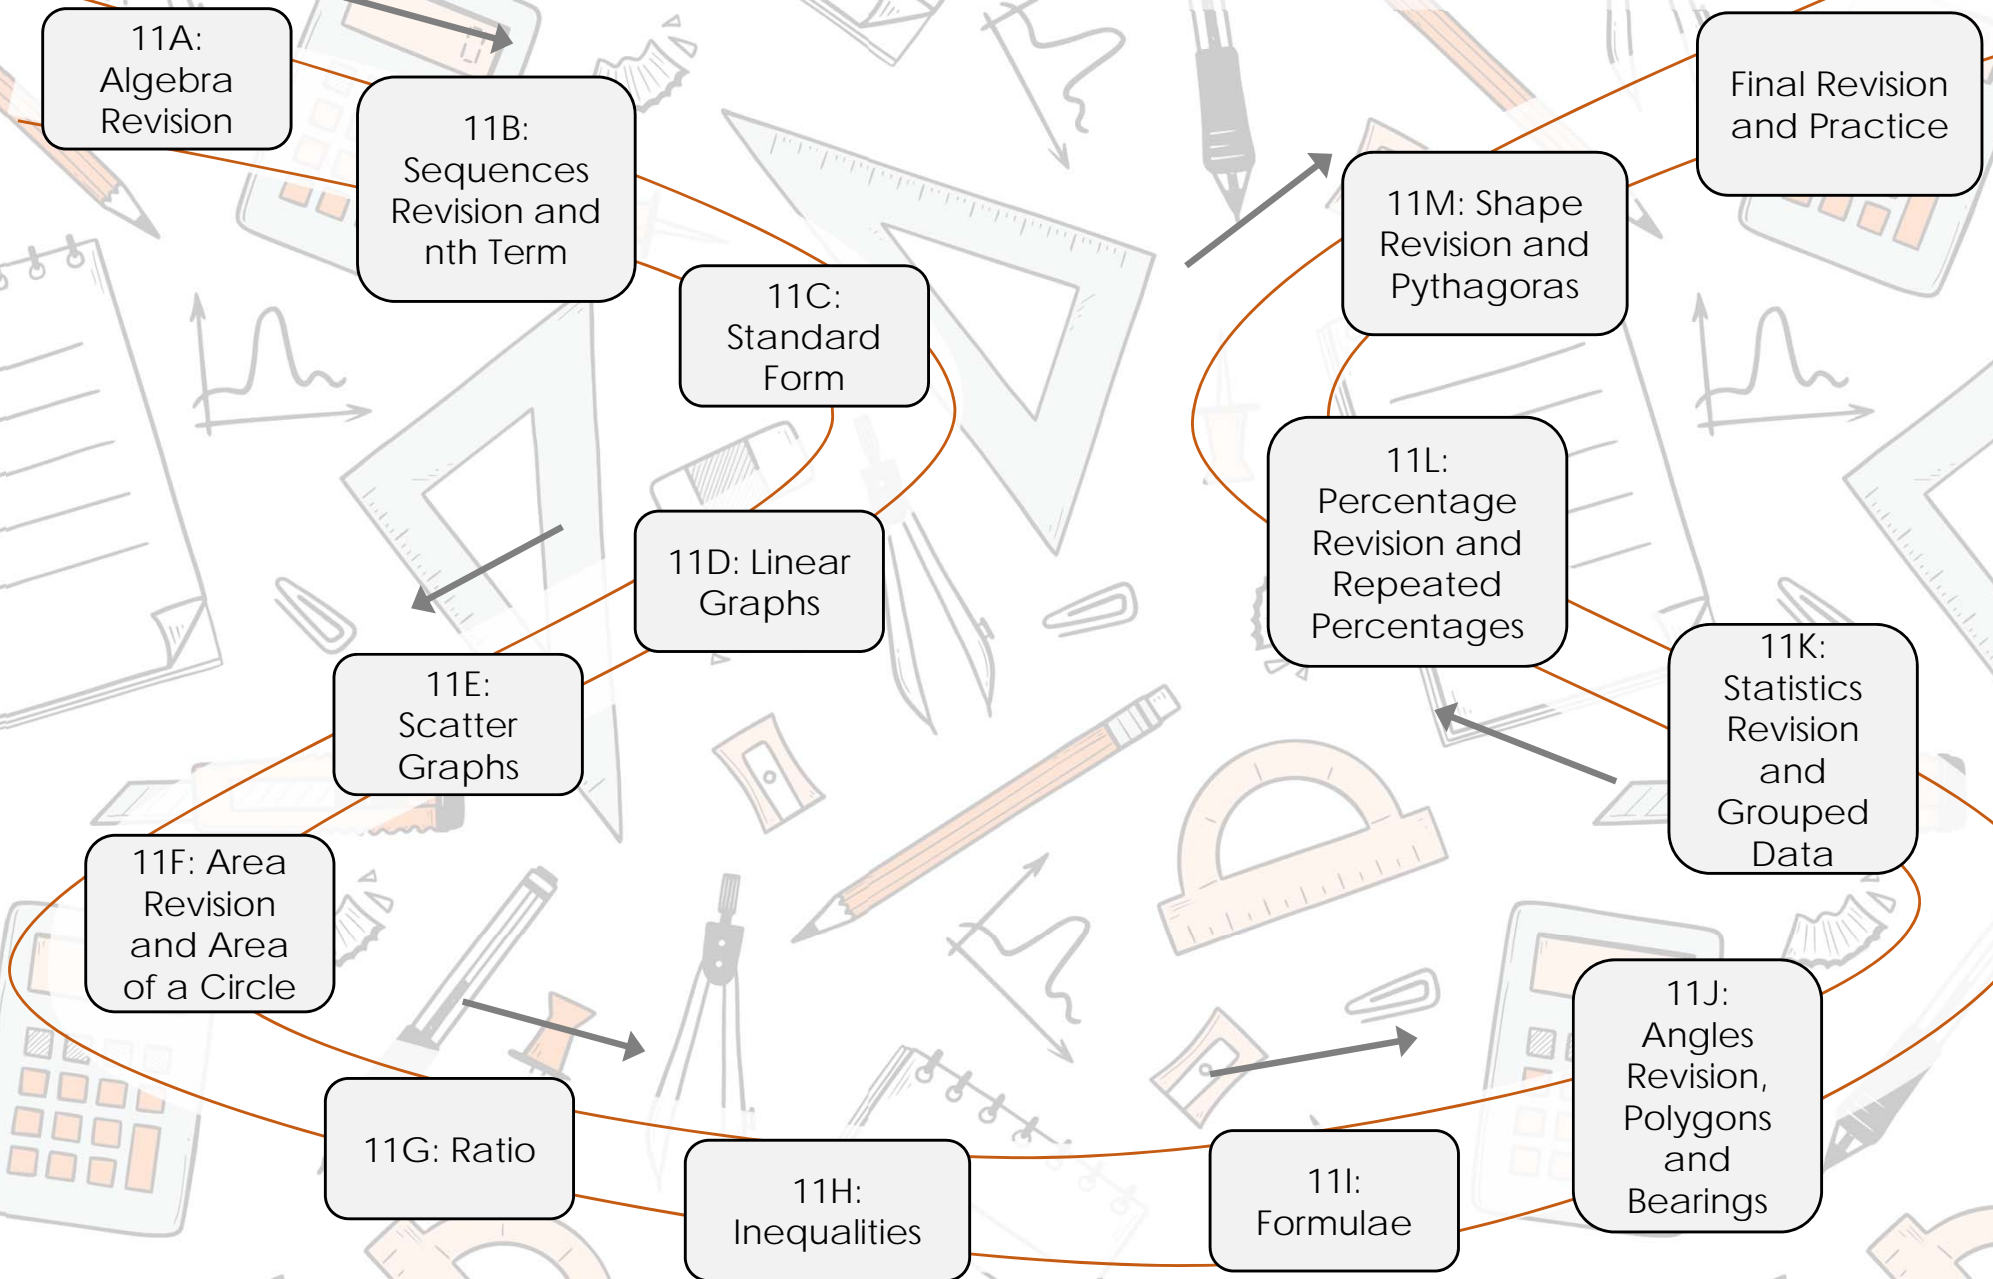 11A:
Algebra
Revision
11B:
Sequences
Revision and
nth Term
11C:
Standard
Form
11D: Linear
Graphs
11E:
Scatter
Graphs
11F: Area
Revision
and Area
of a Circle
11G: Ratio
11H:
Inequalities
11I:
Formulae
11J:
Angles
Revision,
Polygons
and
Bearings
11K:
Statistics
Revision
and
Grouped
Data
11L:
Percentage
Revision and
Repeated
Percentages
11M: Shape
Revision and
Pythagoras
Final Revision
and Practice